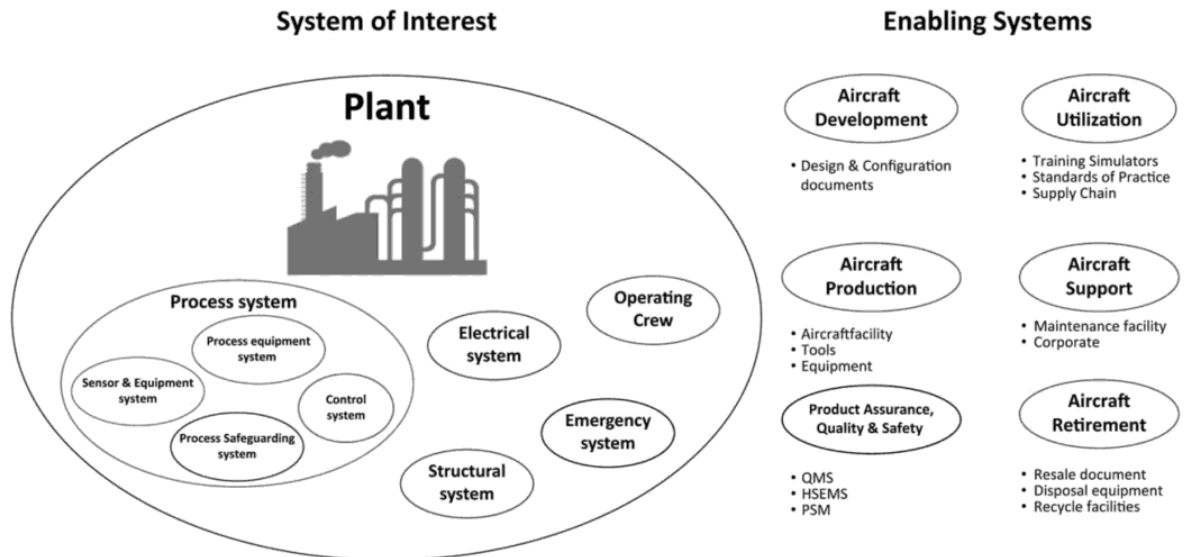 System of Interest
Enabling Systems
Plant
Process system
Process equipment
system
Sensor & Equipment
system
Control
system
Process Safeguarding
system
Electrical
system
Operating
Crew
Emergency
system
Structural
system
Aircraft
Development
• Design & Configuration
documents
Aircraft
Utilization
• Training Simulators
• Standards of Practice
• Supply Chain
Aircraft
Production
• Aircraftfacility
• Tools
• Equipment
Aircraft
Support
• Maintenance facility
• Corporate
Product Assurance,
Quality & Safety
• QMS
• HSEMS
• PSM
Aircraft
Retirement
• Resale document
• Disposal equipment
• Recycle facilities